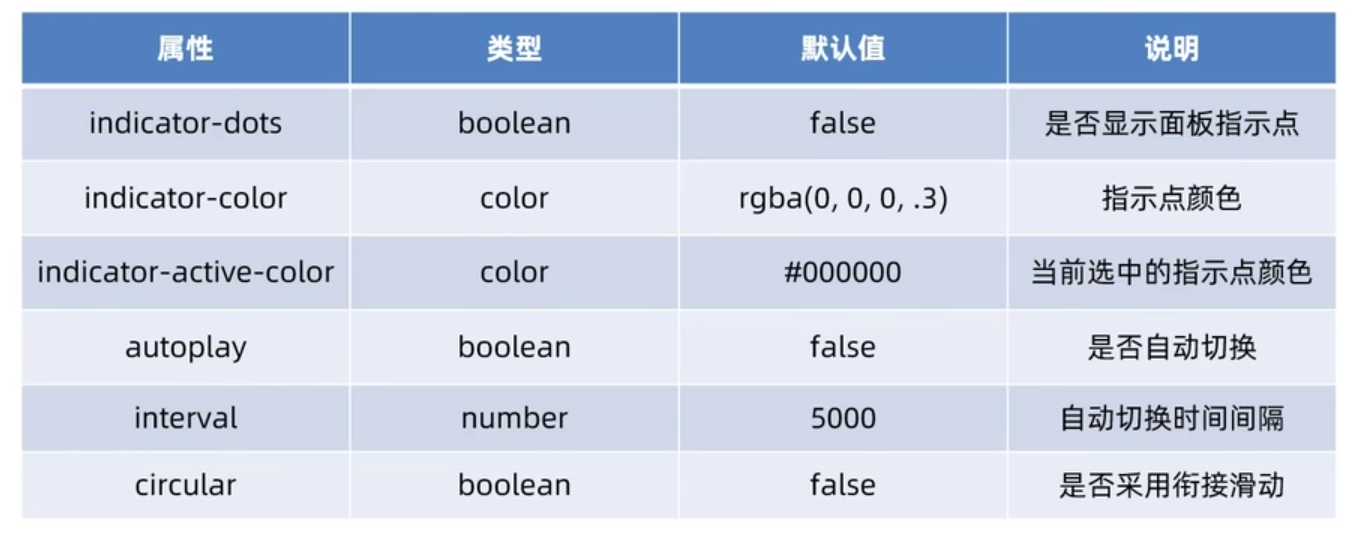 属性 类型 默认值 说明
indicator-dots boolean false 是否显示面板指示点
indicator-color color rgba(0, 0, 0, .3) 指示点颜色
indicator-active-color color #000000 当前选中的指示点颜色
autoplay boolean false 是否自动切换
interval number 5000 自动切换时间间隔
circular boolean false 是否采用衔接滑动